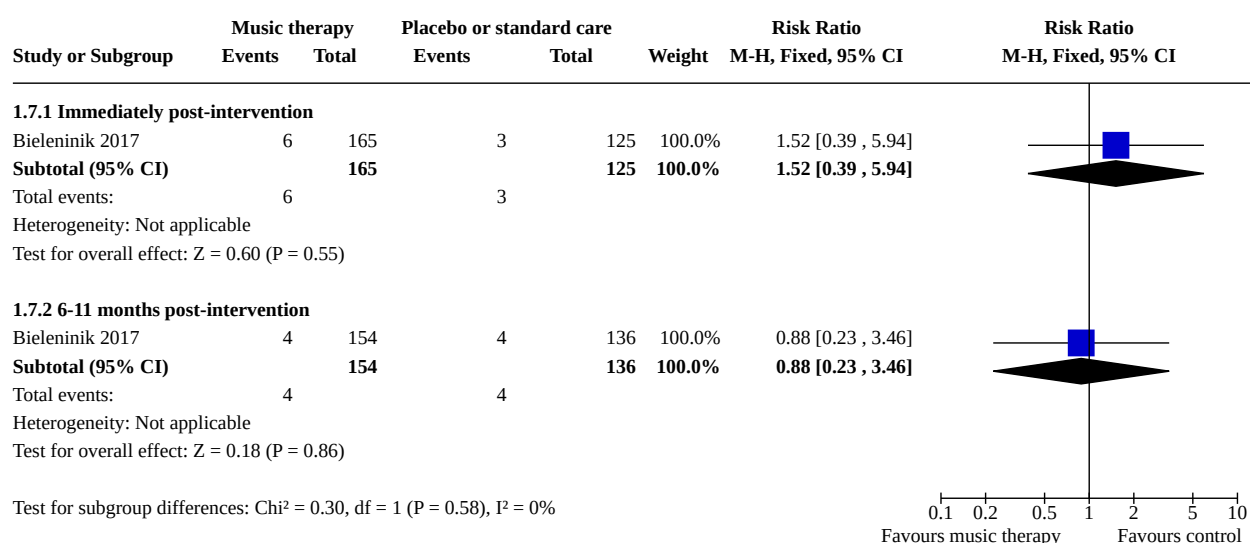 Music therapy Placebo or standard care Risk Ratio Risk Ratio
Study or Subgroup Events Total Events Total Weight M-H, Fixed, 95% CI M-H, Fixed, 95% CI
1.7.1 Immediately post-intervention
Bieleninik 2017 6 165 3 125 100.0% 1.52 [0.39 , 5.94]
Subtotal (95% CI) 165 125 100.0% 1.52 [0.39 , 5.94]
Total events: 6 3
Heterogeneity: Not applicable
Test for overall effect: Z = 0.60 (P = 0.55)
1.7.2 6-11 months post-intervention
Bieleninik 2017 4 154 4 136 100.0% 0.88 [0.23 , 3.46]
Subtotal (95% CI) 154 136 100.0% 0.88 [0.23 , 3.46]
Total events: 4 4
Heterogeneity: Not applicable
Test for overall effect: Z = 0.18 (P = 0.86)
Test for subgroup differences: Chi² = 0.30, df = 1 (P = 0.58), I² = 0%
0.1 0.2 0.5 1 2 5 10
Favours music therapy Favours control